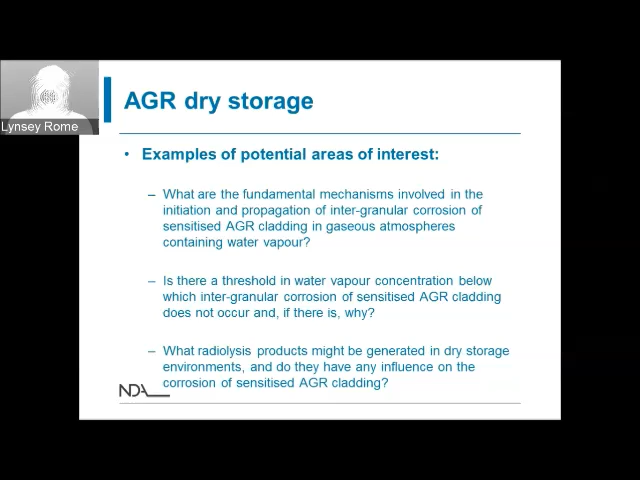 Lynsey Rome
AGR dry storage
• Examples of potential areas of interest:
– What are the fundamental mechanisms involved in the
initiation and propagation of inter-granular corrosion of
sensitised AGR cladding in gaseous atmospheres
containing water vapour?
– Is there a threshold in water vapour concentration below
which inter-granular corrosion of sensitised AGR cladding
does not occur and, if there is, why?
– What radiolysis products might be generated in dry storage
environments, and do they have any influence on the
corrosion of sensitised AGR cladding?
NDA